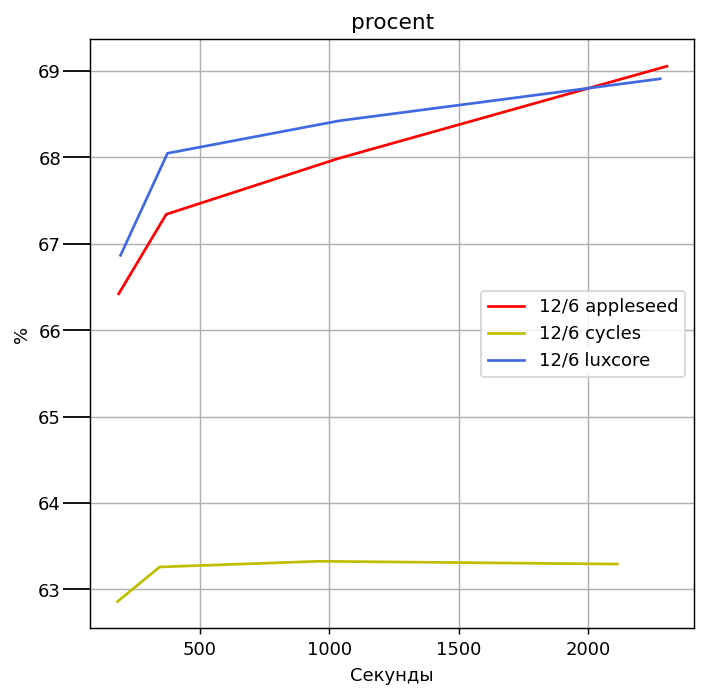 procent
69
68
67
66
65
64
63
%
12/6 appleseed
12/6 cycles
12/6 luxcore
500 1000 1500 2000
Секунды